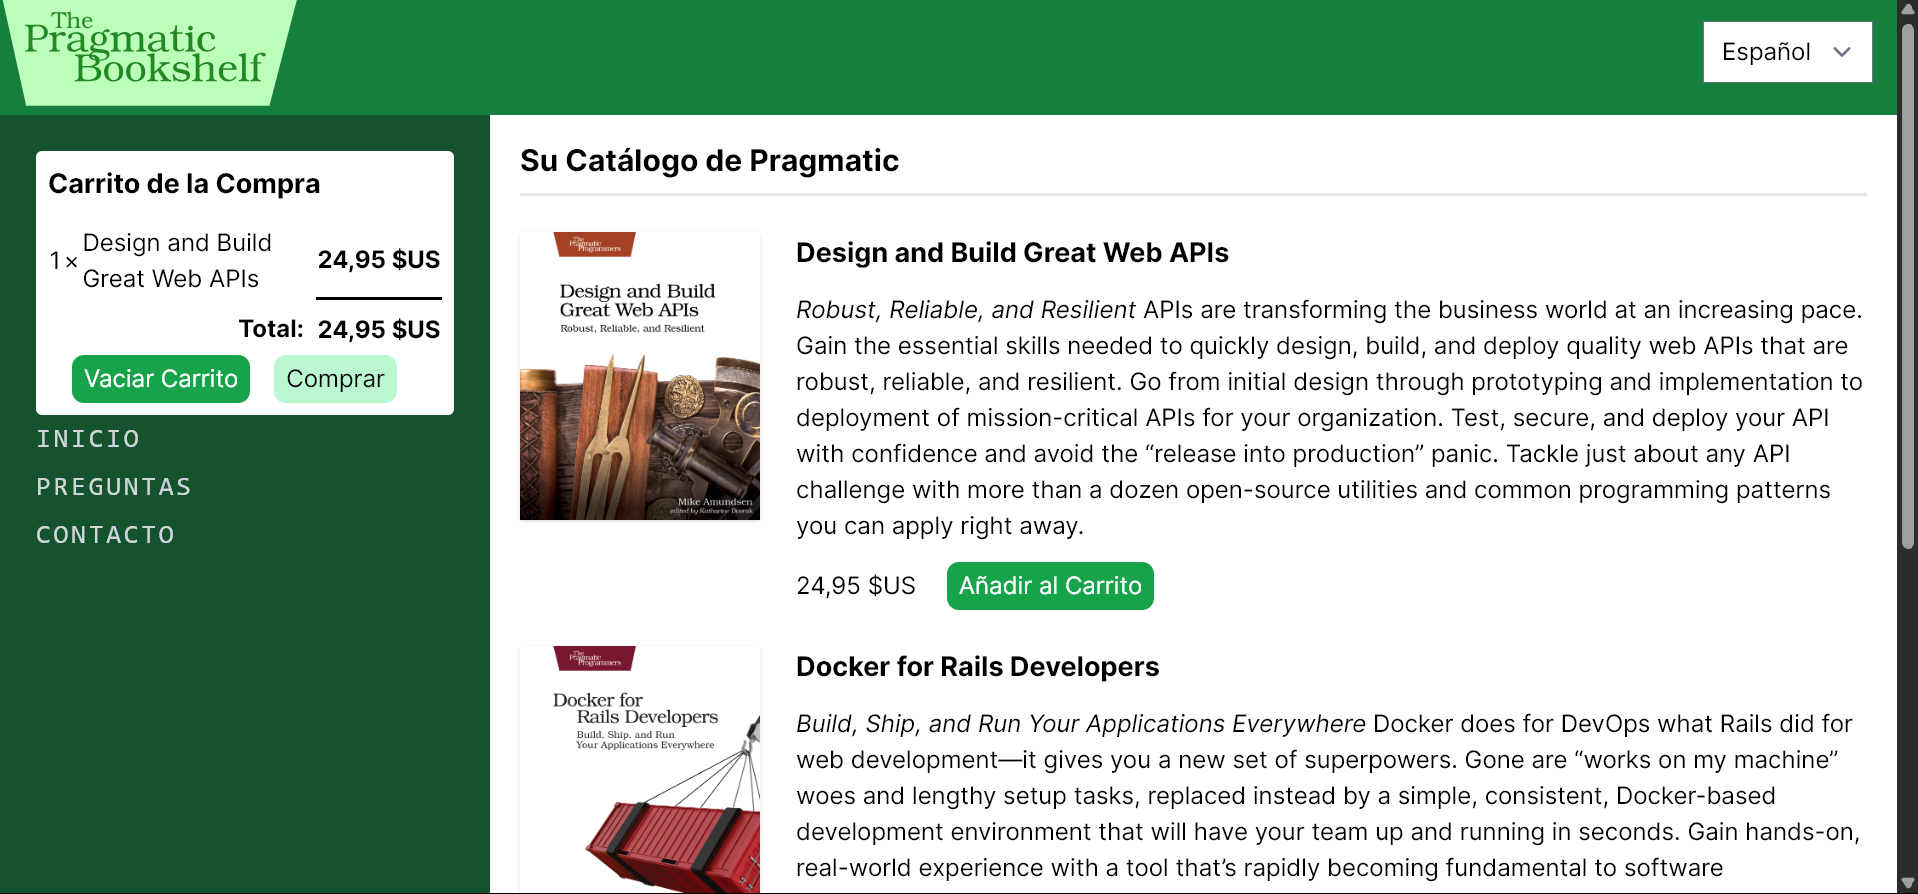 The
Pragmatic
Bookshelf
Español
Carrito de la Compra
1 × Design and Build
Great Web APIs
24,95 $US
Total: 24,95 $US
Vaciar Carrito
Comprar
INICIO
PREGUNTAS
CONTACTO
Su Catálogo de Pragmatic
The
Pragmatic
Programmers
Design and Build
Great Web APIs
Robust, Reliable, and Resilient
Mike Amundsen
edited by Katharine Dvorak
Design and Build Great Web APIs
Robust, Reliable, and Resilient APIs are transforming the business world at an increasing pace.
Gain the essential skills needed to quickly design, build, and deploy quality web APIs that are
robust, reliable, and resilient. Go from initial design through prototyping and implementation to
deployment of mission-critical APIs for your organization. Test, secure, and deploy your API
with confidence and avoid the “release into production” panic. Tackle just about any API
challenge with more than a dozen open-source utilities and common programming patterns
you can apply right away.
24,95 $US
Añadir al Carrito
The
Pragmatic
Programmers
Docker for
Rails Developers
Build, Ship, and Run
Your Applications Everywhere
Docker for Rails Developers
Build, Ship, and Run Your Applications Everywhere Docker does for DevOps what Rails did for
web development—it gives you a new set of superpowers. Gone are “works on my machine”
woes and lengthy setup tasks, replaced instead by a simple, consistent, Docker-based
development environment that will have your team up and running in seconds. Gain hands-on,
real-world experience with a tool that’s rapidly becoming fundamental to software